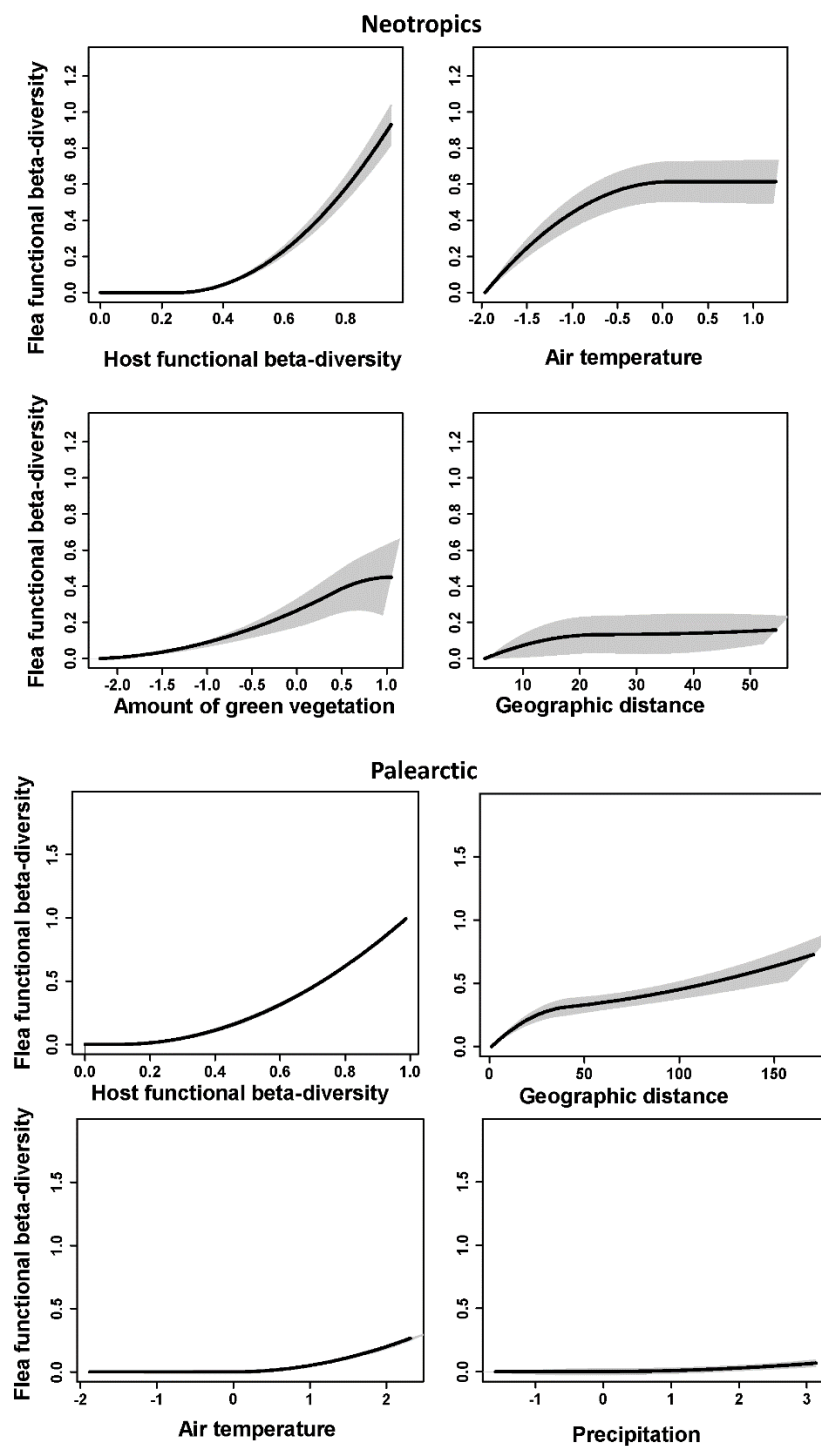 Neotropics
Flea functional beta-diversity
0.0 0.2 0.4 0.6 0.8 1.0 1.2
0.0 0.2 0.4 0.6 0.8
Host functional beta-diversity
0.0 0.2 0.4 0.6 0.8 1.0 1.2
-2.0 -1.5 -1.0 -0.5 0.0 0.5 1.0
Air temperature
Flea functional beta-diversity
0.0 0.2 0.4 0.6 0.8 1.0 1.2
-2.0 -1.5 -1.0 -0.5 0.0 0.5 1.0
Amount of green vegetation
0.0 0.2 0.4 0.6 0.8 1.0 1.2
10 20 30 40 50
Geographic distance
Palearctic
Flea functional beta-diversity
0.0 0.5 1.0 1.5
0.0 0.2 0.4 0.6 0.8 1.0
Host functional beta-diversity
0.0 0.5 1.0 1.5
0 50 100 150
Geographic distance
Flea functional beta-diversity
0.0 0.5 1.0 1.5
-2 -1 0 1 2
Air temperature
0.0 0.5 1.0 1.5
-1 0 1 2 3
Precipitation